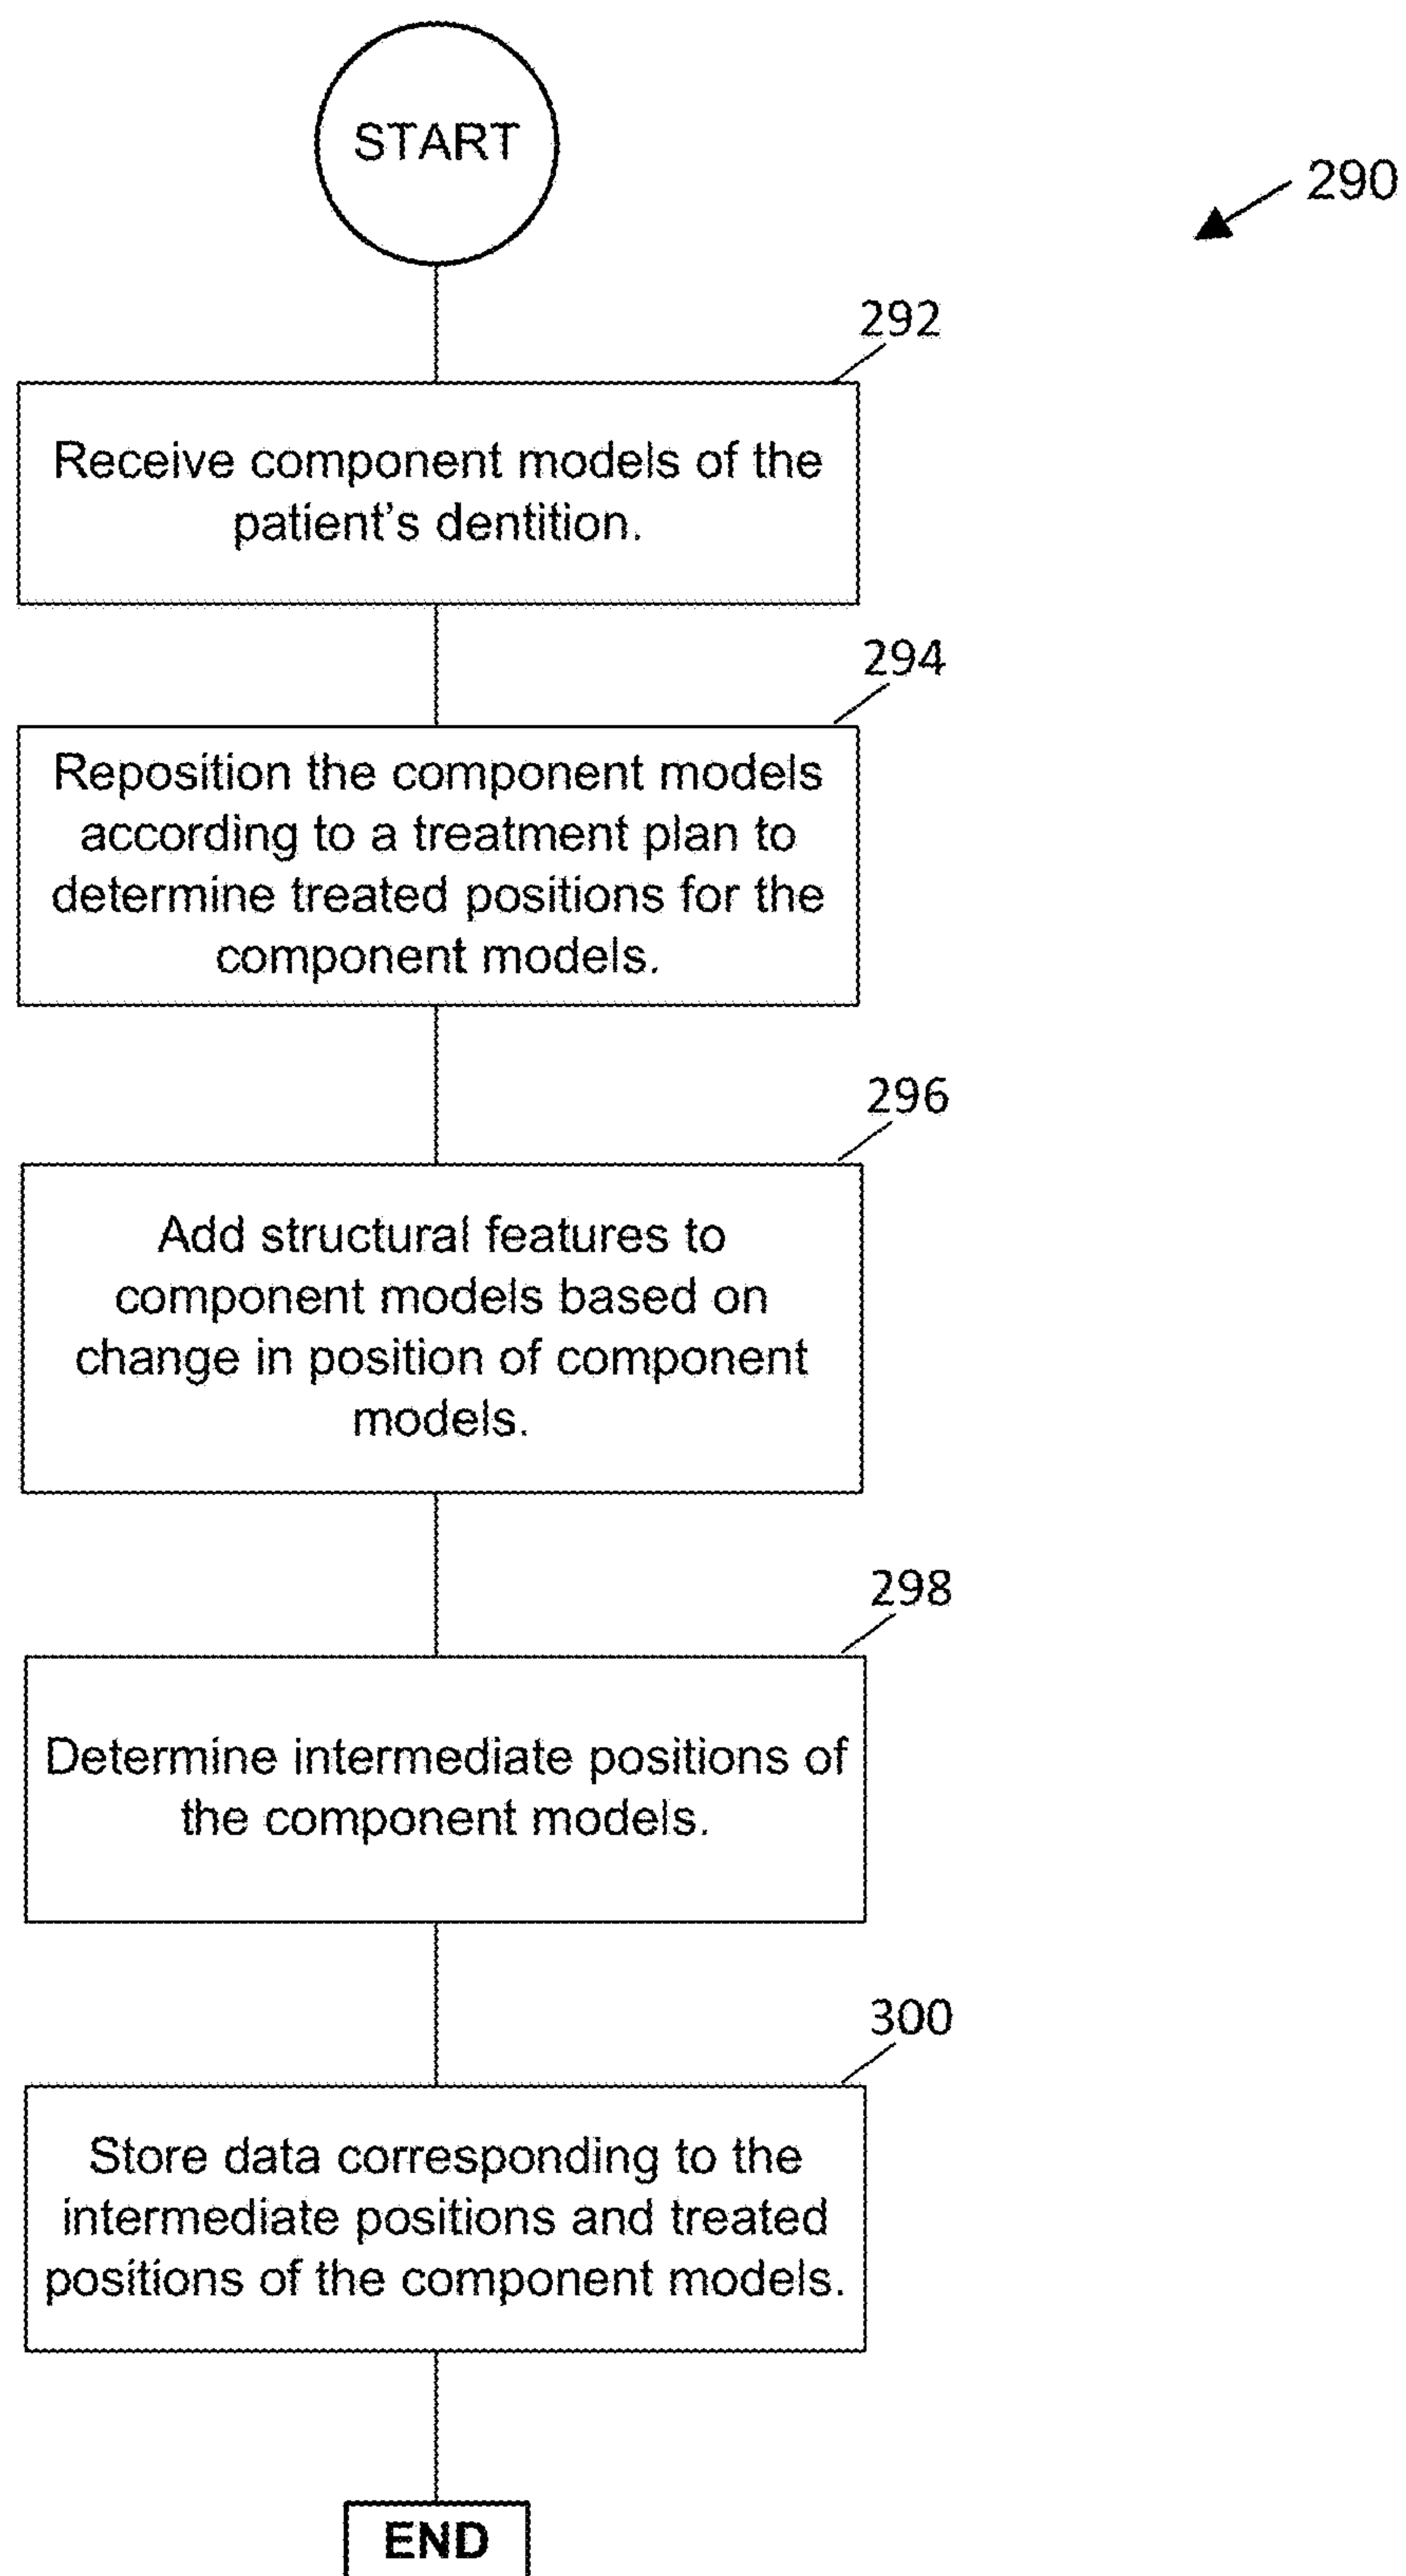 START
290
292
Receive component models of the
patient’s dentition.
294
Reposition the component models
according to a treatment plan to
determine treated positions for the
component models.
296
Add structural features to
component models based on
change in position of component
models.
298
Determine intermediate positions of
the component models.
300
Store data corresponding to the
intermediate positions and treated
positions of the component models.
END